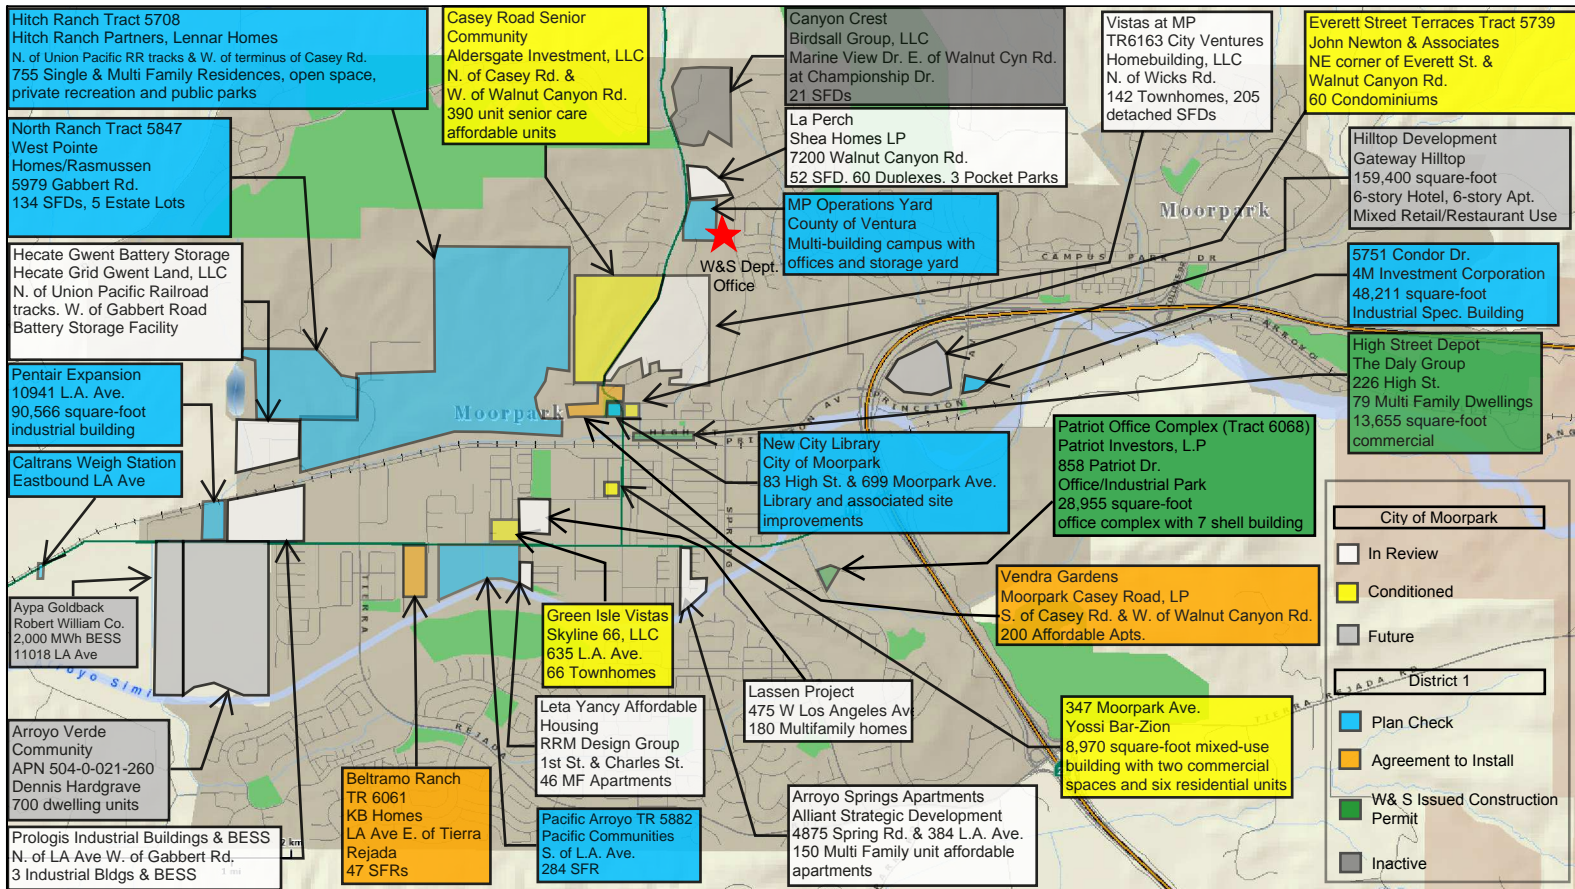 Hitch Ranch Tract 5708
Hitch Ranch Partners, Lennar Homes
N. of Union Pacific RR tracks & W. of terminus of Casey Rd.
755 Single & Multi Family Residences, open space,
private recreation and public parks
Casey Road Senior
Community
Aldersgate Investment, LLC
N. of Casey Rd. &
W. of Walnut Canyon Rd.
390 unit senior care
affordable units
Canyon Crest
Birdsall Group, LLC
Marine View Dr. E. of Walnut Cyn Rd.
at Championship Dr.
21 SFDs
Vistas at MP
TR6163 City Ventures
Homebuilding, LLC
N. of Wicks Rd.
142 Townhomes, 205
detached SFDs
Everett Street Terraces Tract 5739
John Newton & Associates
NE corner of Everett St. &
Walnut Canyon Rd.
60 Condominiums
North Ranch Tract 5847
West Pointe
Homes/Rasmussen
5979 Gabbert Rd.
134 SFDs, 5 Estate Lots
La Perch
Shea Homes LP
7200 Walnut Canyon Rd.
52 SFD. 60 Duplexes. 3 Pocket Parks
Hilltop Development
Gateway Hilltop
159,400 square-foot
6-story Hotel, 6-story Apt.
Mixed Retail/Restaurant Use
MP Operations Yard
County of Ventura
Multi-building campus with
offices and storage yard
Moorpark
W&S Dept.
Office
CAMPUS PARK DR
COLLINS DR
Hecate Gwent Battery Storage
Hecate Grid Gwent Land, LLC
N. of Union Pacific Railroad
tracks. W. of Gabbert Road
Battery Storage Facility
5751 Condor Dr.
4M Investment Corporation
48,211 square-foot
Industrial Spec. Building
ARROYO
High Street Depot
The Daly Group
226 High St.
79 Multi Family Dwellings
13,655 square-foot
commercial
Pentair Expansion
10941 L.A. Ave.
90,566 square-foot
industrial building
Moorpark
PRINCETON
AV
HIGH
Caltrans Weigh Station
Eastbound LA Ave
New City Library
City of Moorpark
83 High St. & 699 Moorpark Ave.
Library and associated site
improvements
Patriot Office Complex (Tract 6068)
Patriot Investors, L.P
858 Patriot Dr.
Office/Industrial Park
28,955 square-foot
office complex with 7 shell building
SPRING
City of Moorpark
In Review
Conditioned
Future
District 1
Plan Check
Agreement to Install
W& S Issued Construction
Permit
Inactive
Aypa Goldback
Robert William Co.
2,000 MWh BESS
11018 LA Ave
Arroyo Simi
TIERRA
REJADA
TIERRA REJADA RD
Green Isle Vistas
Skyline 66, LLC
635 L.A. Ave.
66 Townhomes
Vendra Gardens
Moorpark Casey Road, LP
S. of Casey Rd. & W. of Walnut Canyon Rd.
200 Affordable Apts.
Lassen Project
475 W Los Angeles Av
180 Multifamily homes
347 Moorpark Ave.
Yossi Bar-Zion
8,970 square-foot mixed-use
building with two commercial
spaces and six residential units
Arroyo Verde
Community
APN 504-0-021-260
Dennis Hardgrave
700 dwelling units
Leta Yancy Affordable
Housing
RRM Design Group
1st St. & Charles St.
46 MF Apartments
Beltramo Ranch
TR 6061
KB Homes
LA Ave E. of Tierra
Rejada
47 SFRs
Pacific Arroyo TR 5882
Pacific Communities
S. of L.A. Ave.
284 SFR
Arroyo Springs Apartments
Alliant Strategic Development
4875 Spring Rd. & 384 L.A. Ave.
150 Multi Family unit affordable
apartments
Prologis Industrial Buildings & BESS
N. of LA Ave W. of Gabbert Rd.
3 Industrial Bldgs & BESS
km
1 mi